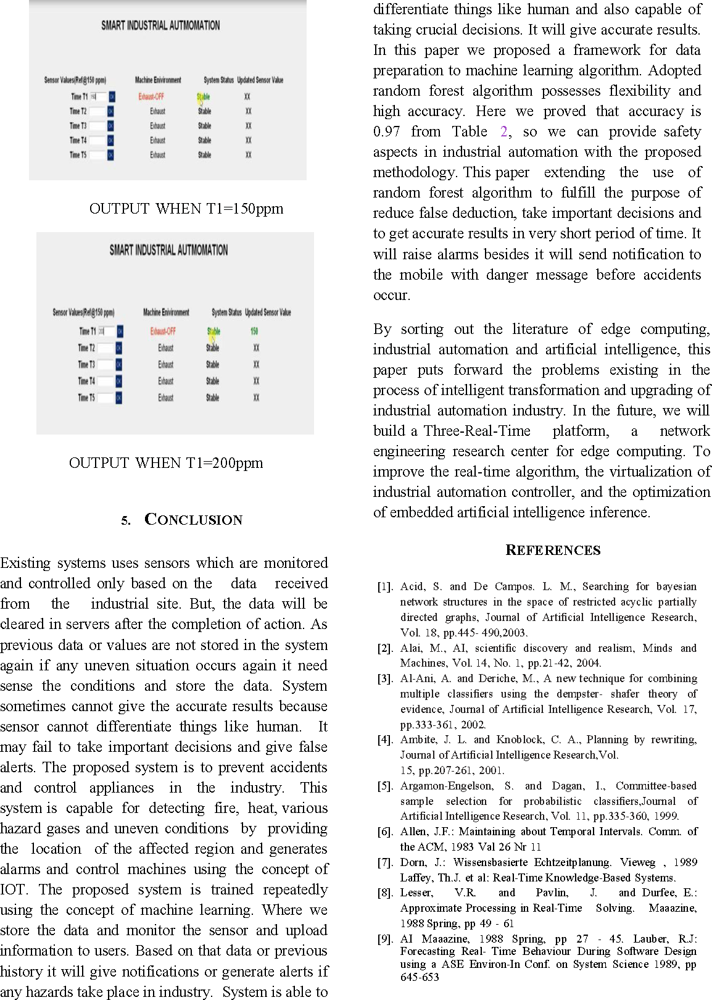 SMART INDUSTRIAL AUTMOMATION
Sensor Values(Ref@150 ppm) Machine Enivironment System Status Updated Sensor Value
Time T1 150 OK Exhaust-OFF Stable XX
Time T2 OK Exhaust Stable XX
Time T3 OK Exhaust Stable XX
Time T4 OK Exhaust Stable XX
Time T5 OK Exhaust Stable XX
OUTPUT WHEN T1=150ppm
SMART INDUSTRIAL AUTMOMATION
Sensor Values(Ref@150 ppm) Machine Enivironment System Status Updated Sensor Value
Time T1 200 OK Exhaust-OFF Stable 150
Time T2 OK Exhaust Stable XX
Time T3 OK Exhaust Stable XX
Time T4 OK Exhaust Stable XX
Time T5 OK Exhaust Stable XX
OUTPUT WHEN T1=200ppm
5. CONCLUSION
Existing systems uses sensors which are monitored
and controlled only based on the data received
from the industrial site. But, the data will be
cleared in servers after the completion of action. As
previous data or values are not stored in the system
again if any uneven situation occurs again it need
sense the conditions and store the data. System
sometimes cannot give the accurate results because
sensor cannot differentiate things like human. It
may fail to take important decisions and give false
alerts. The proposed system is to prevent accidents
and control appliances in the industry. This
system is capable for detecting fire, heat, various
hazard gases and uneven conditions by providing
the location of the affected region and generates
alarms and control machines using the concept of
IOT. The proposed system is trained repeatedly
using the concept of machine learning. Where we
store the data and monitor the sensor and upload
information to users. Based on that data or previous
history it will give notifications or generate alerts if
any hazards take place in industry. System is able to
differentiate things like human and also capable of
taking crucial decisions. It will give accurate results.
In this paper we proposed a framework for data
preparation to machine learning algorithm. Adopted
random forest algorithm possesses flexibility and
high accuracy. Here we proved that accuracy is
0.97 from Table 2, so we can provide safety
aspects in industrial automation with the proposed
methodology. This paper extending the use of
random forest algorithm to fulfill the purpose of
reduce false deduction, take important decisions and
to get accurate results in very short period of time. It
will raise alarms besides it will send notification to
the mobile with danger message before accidents
occur.
By sorting out the literature of edge computing,
industrial automation and artificial intelligence, this
paper puts forward the problems existing in the
process of intelligent transformation and upgrading of
industrial automation industry. In the future, we will
build a Three-Real-Time platform, a network
engineering research center for edge computing. To
improve the real-time algorithm, the virtualization of
industrial automation controller, and the optimization
of embedded artificial intelligence inference.
REFERENCES
[1]. Acid, S. and De Campos. L. M., Searching for bayesian
network structures in the space of restricted acyclic partially
directed graphs, Journal of Artificial Intelligence Research,
Vol. 18, pp.445- 490,2003.
[2]. Alai, M., AI, scientific discovery and realism, Minds and
Machines, Vol. 14, No. 1, pp.21-42, 2004.
[3]. Al-Ani, A. and Deriche, M., A new technique for combining
multiple classifiers using the dempster- shafer theory of
evidence, Journal of Artificial Intelligence Research, Vol. 17,
pp.333-361, 2002.
[4]. Ambite, J. L. and Knoblock, C. A., Planning by rewriting,
Journal of Artificial Intelligence Research,Vol.
15, pp.207-261, 2001.
[5]. Argamon-Engelson, S. and Dagan, I., Committee-based
sample selection for probabilistic classifiers,Journal of
Artificial Intelligence Research, Vol. 11, pp.335-360, 1999.
[6]. Allen, J.F.: Maintaining about Temporal Intervals. Comm. of
the ACM, 1983 Val 26 Nr 11
[7]. Dorn, J.: Wissensbasierte Echtzeitplanung. Vieweg , 1989
Laffey, Th.J. et al: Real-Time Knowledge-Based Systems.
[8]. Lesser, V.R. and Pavlin, J. and Durfee, E.:
Approximate Processing in Real-Time Solving. Maaazine,
1988 Spring, pp 49 - 61
[9]. AI Maaazine, 1988 Spring, pp 27 - 45. Lauber, R.J:
Forecasting Real- Time Behaviour During Software Design
using a ASE Environ-In Conf. on System Science 1989, pp
645-653